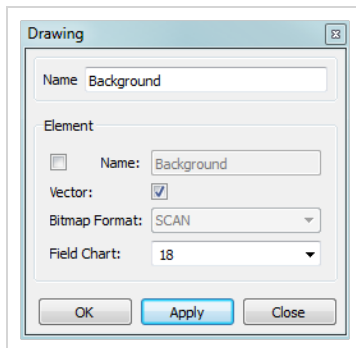 Drawing
Name Background
Element
Name: Background
Vector:
Bitmap Format: SCAN
Field Chart: 18
OK Apply Close